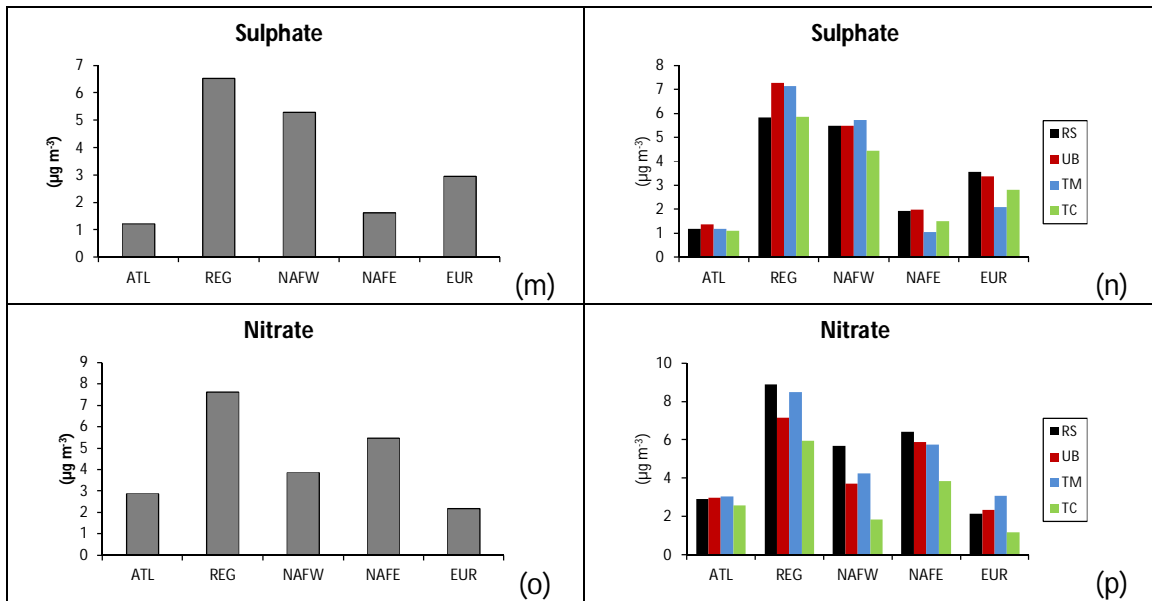 Sulphate
7
6
5
4
3
2
1
0
(µg m-3)
ATL REG NAFW NAFE EUR
(m)
Sulphate
8
7
6
5
4
3
2
1
0
(µg m-3)
ATL REG NAFW NAFE EUR
RS
UB
TM
TC
(n)
Nitrate
9
8
7
6
5
4
3
2
1
0
(µg m-3)
ATL REG NAFW NAFE EUR
(o)
Nitrate
10
8
6
4
2
0
(µg m-3)
ATL REG NAFW NAFE EUR
RS
UB
TM
TC
(p)